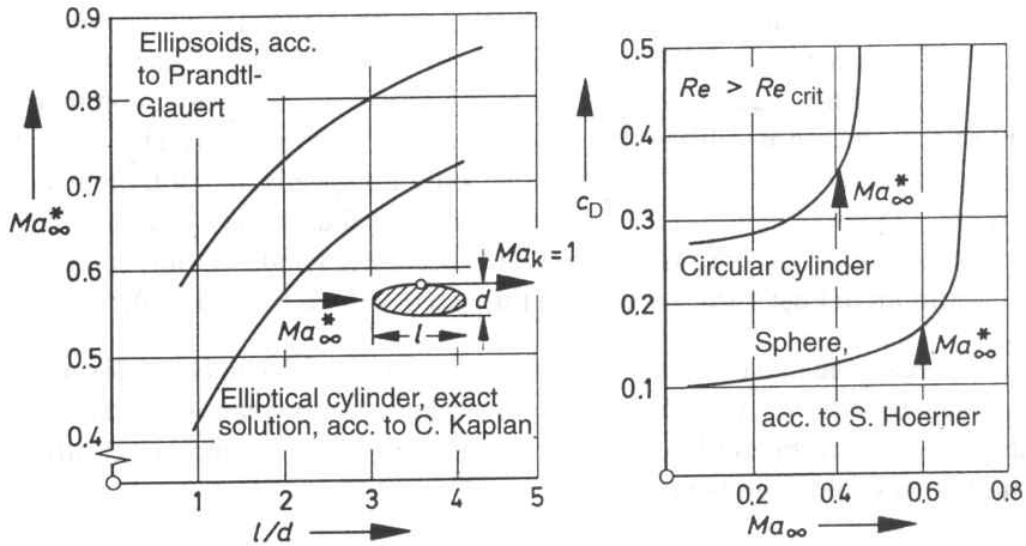 0.9
0.8
0.7
Ma*∞
0.6
0.5
0.4
Ellipsoids, acc.
to Prandtl-
Glauert
Ma_k = 1
d
Ma*∞
l
Elliptical cylinder, exact
solution, acc. to C. Kaplan
1 2 3 4 5
l/d
0.5
0.4
c_D
0.3
0.2
0.1
Re > Re crit
Ma*∞
Circular cylinder
Sphere,
Ma*∞
acc. to S. Hoerner
0.2 0.4 0.6 0.8
Ma∞